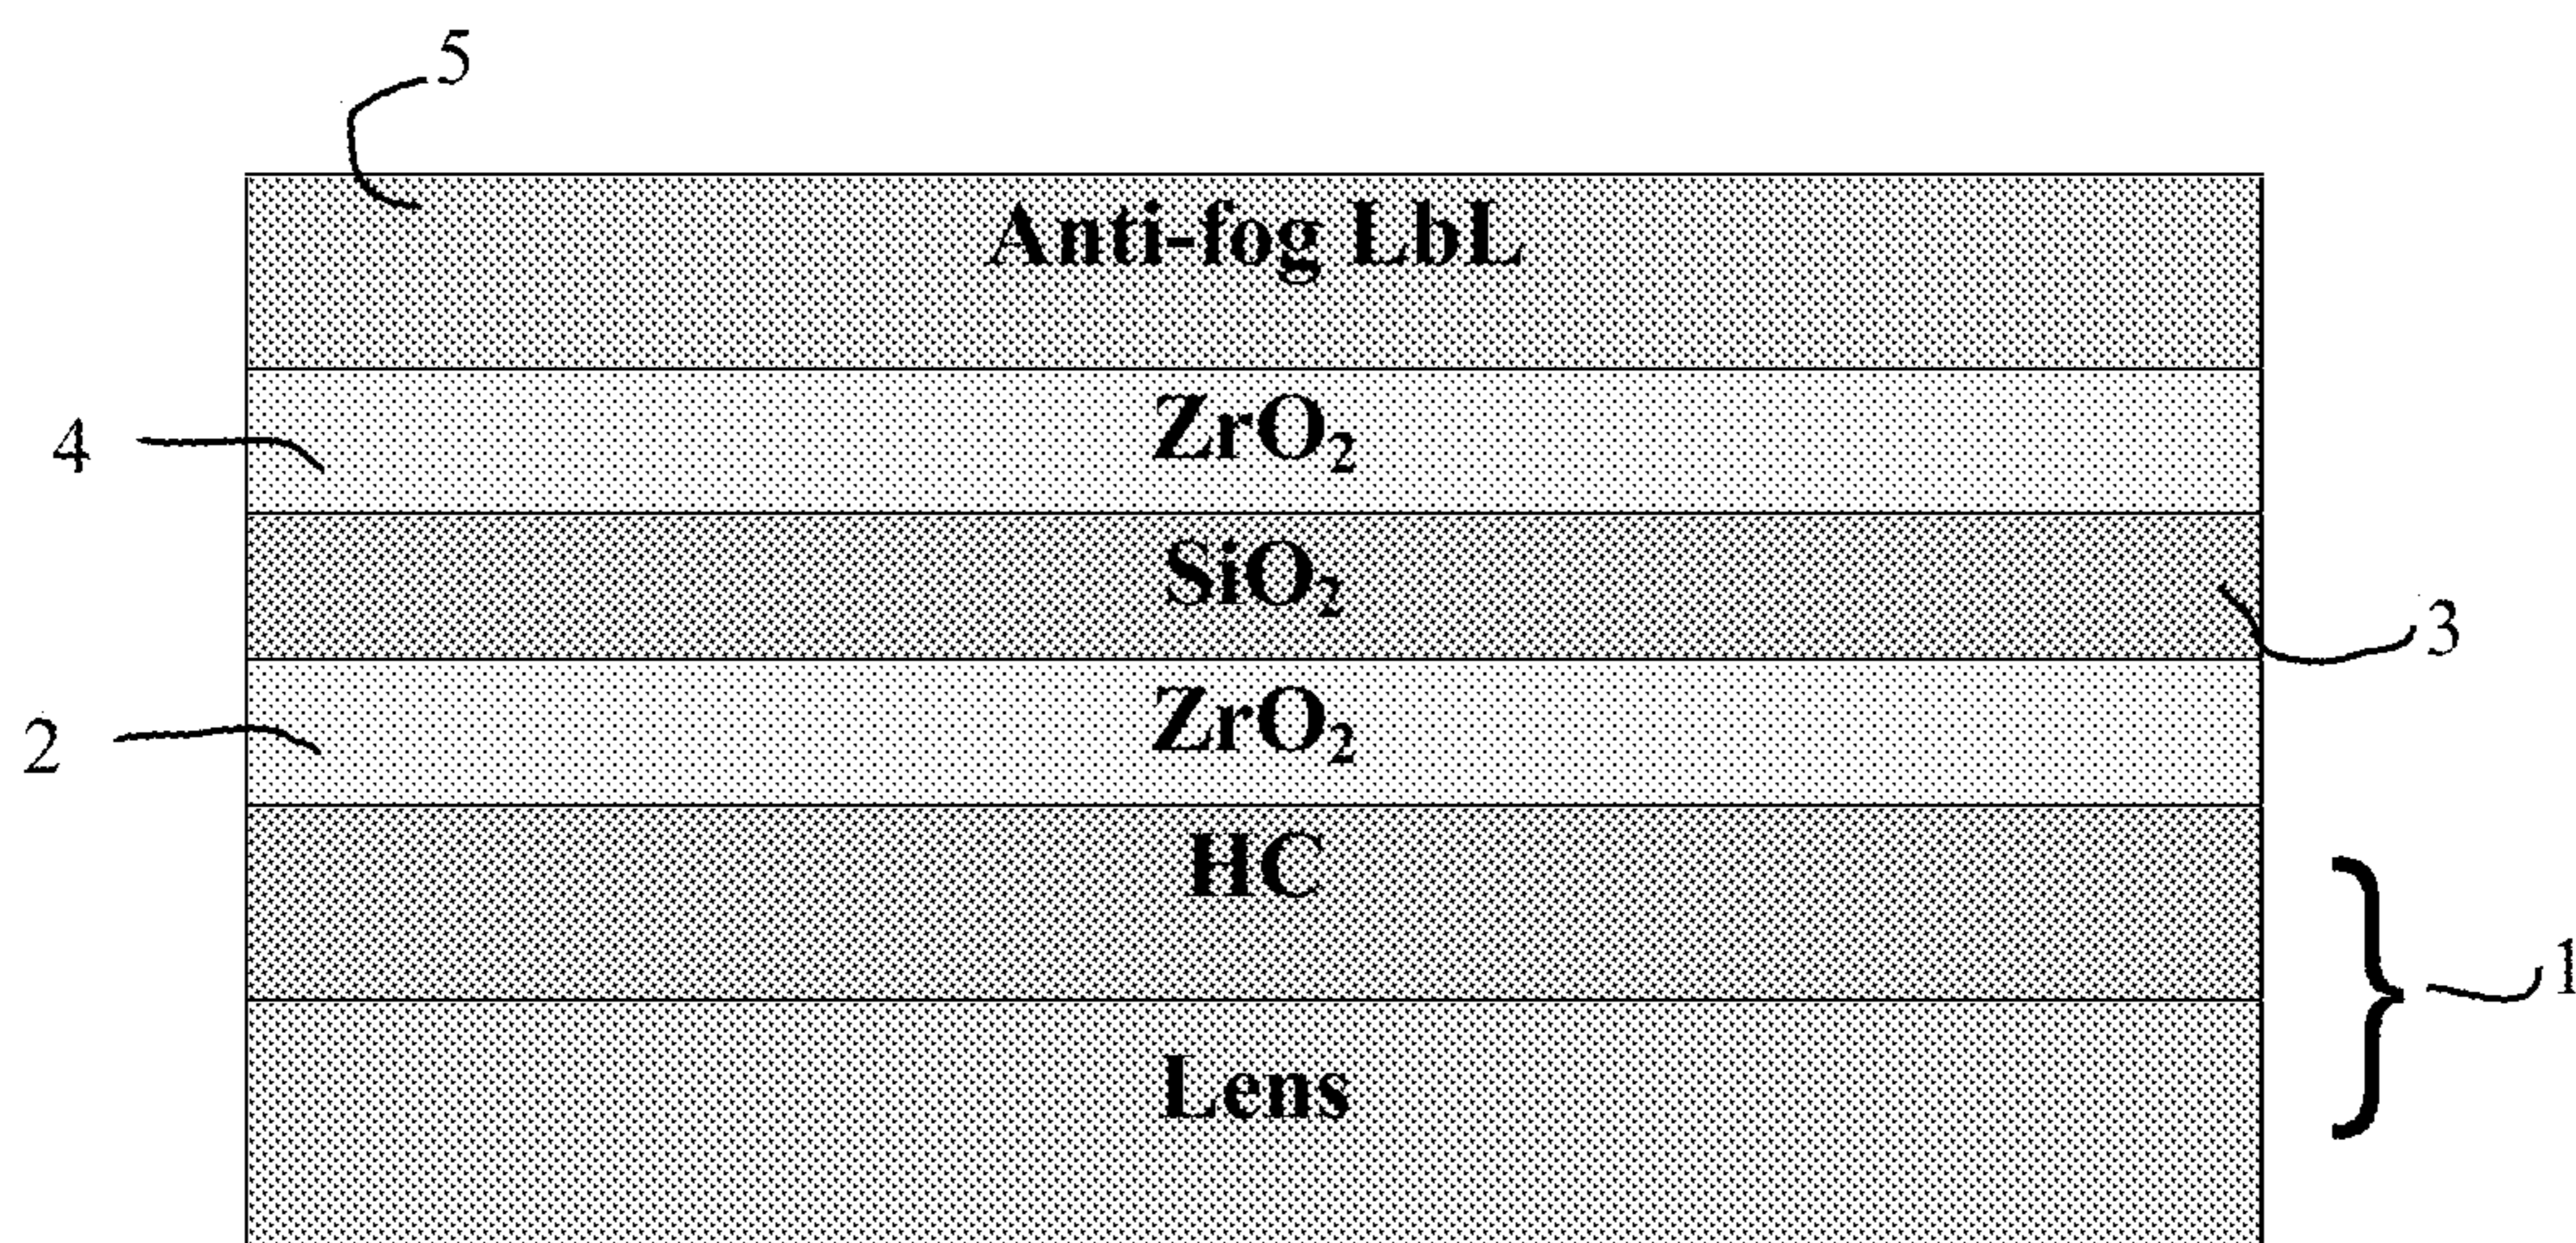 5
Anti-fog LbL
4
ZrO₂
SiO₂
3
2
ZrO₂
HC
1
Lens